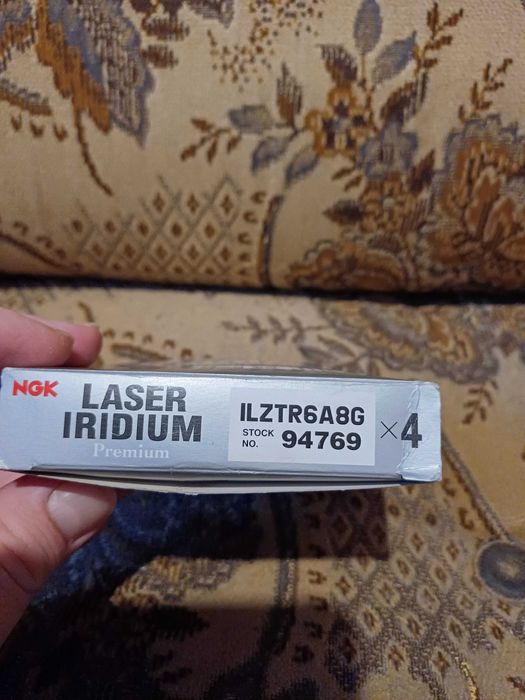 NGK
LASER
IRIDIUM
Premium
ILZTR6A8G
STOCK
NO. 94769
×4